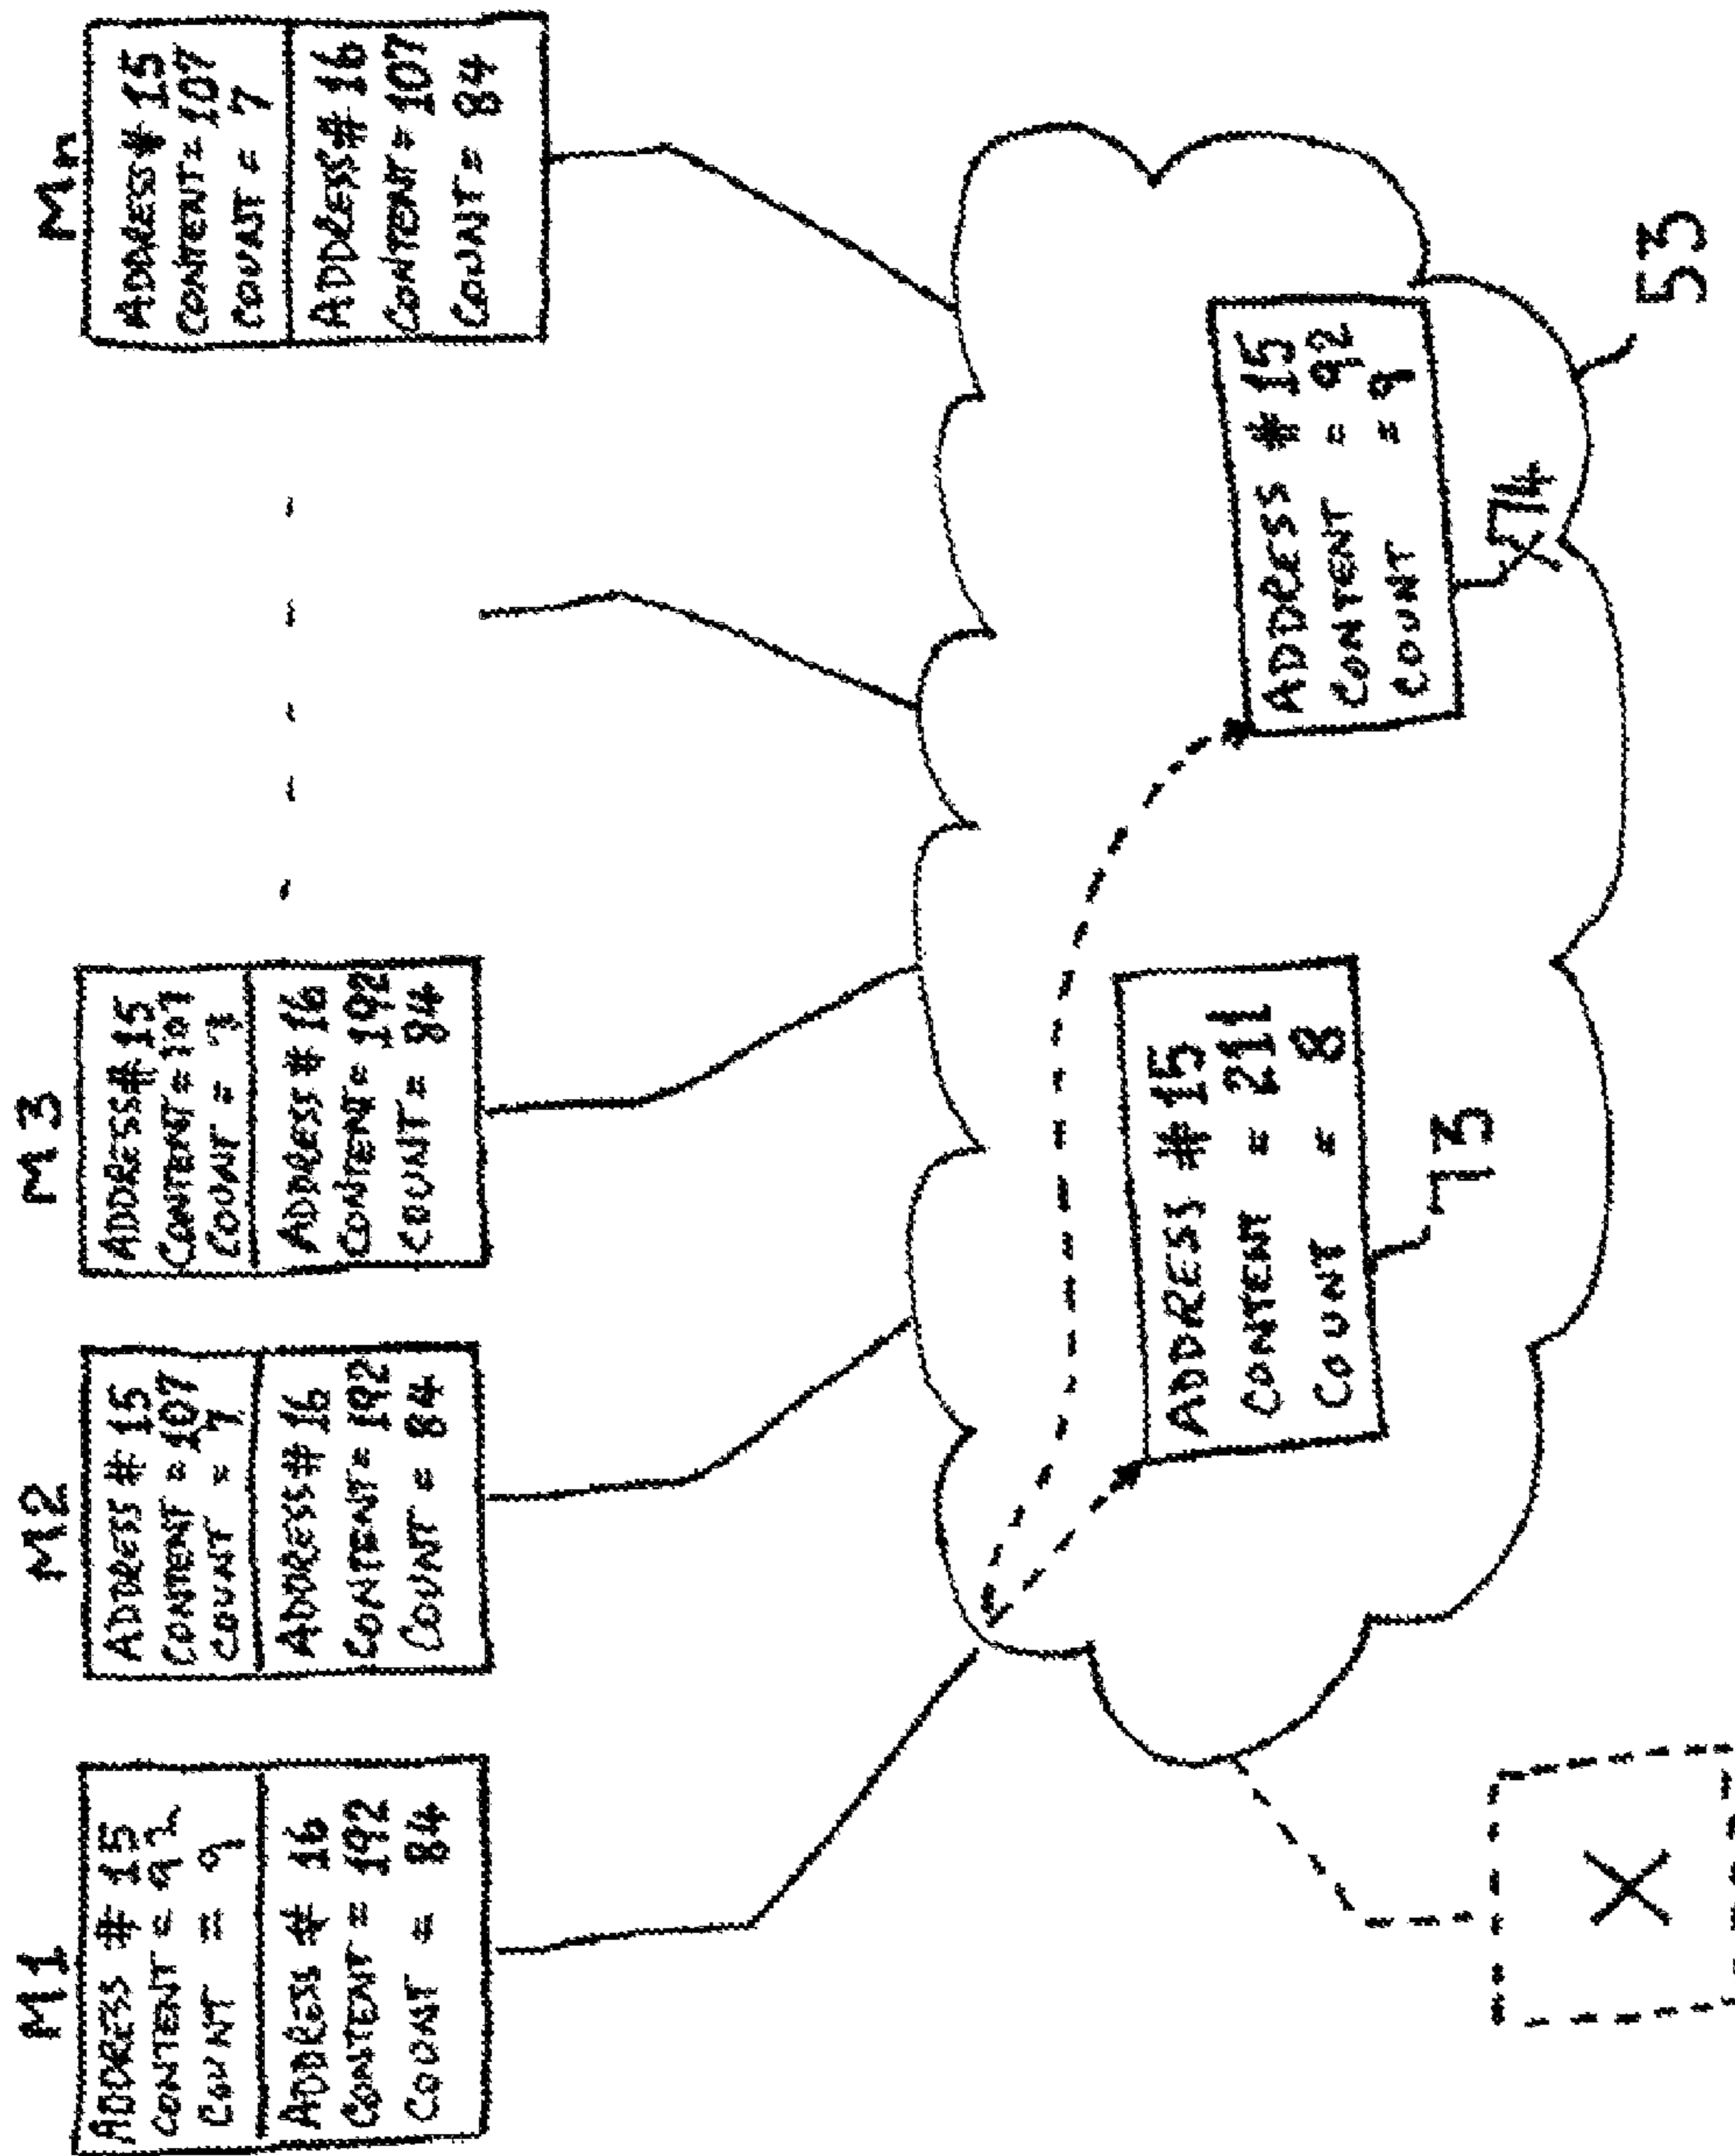 M1
ADDRESS # 15
CONTENT = 92
COUNT = 9
ADDRESS # 16
CONTENT = 192
COUNT = 84
M2
ADDRESS # 15
CONTENT = 107
COUNT = 7
ADDRESS # 16
CONTENT = 192
COUNT = 84
M3
ADDRESS # 15
CONTENT = 107
COUNT = 7
ADDRESS # 16
CONTENT = 192
COUNT = 84
Mn
ADDRESS # 15
CONTENT = 107
COUNT = 7
ADDRESS # 16
CONTENT = 107
COUNT = 84
ADDRESS #15
CONTENT = 211
COUNT = 8
73
ADDRESS #15
CONTENT = 92
COUNT = 9
74
53
X